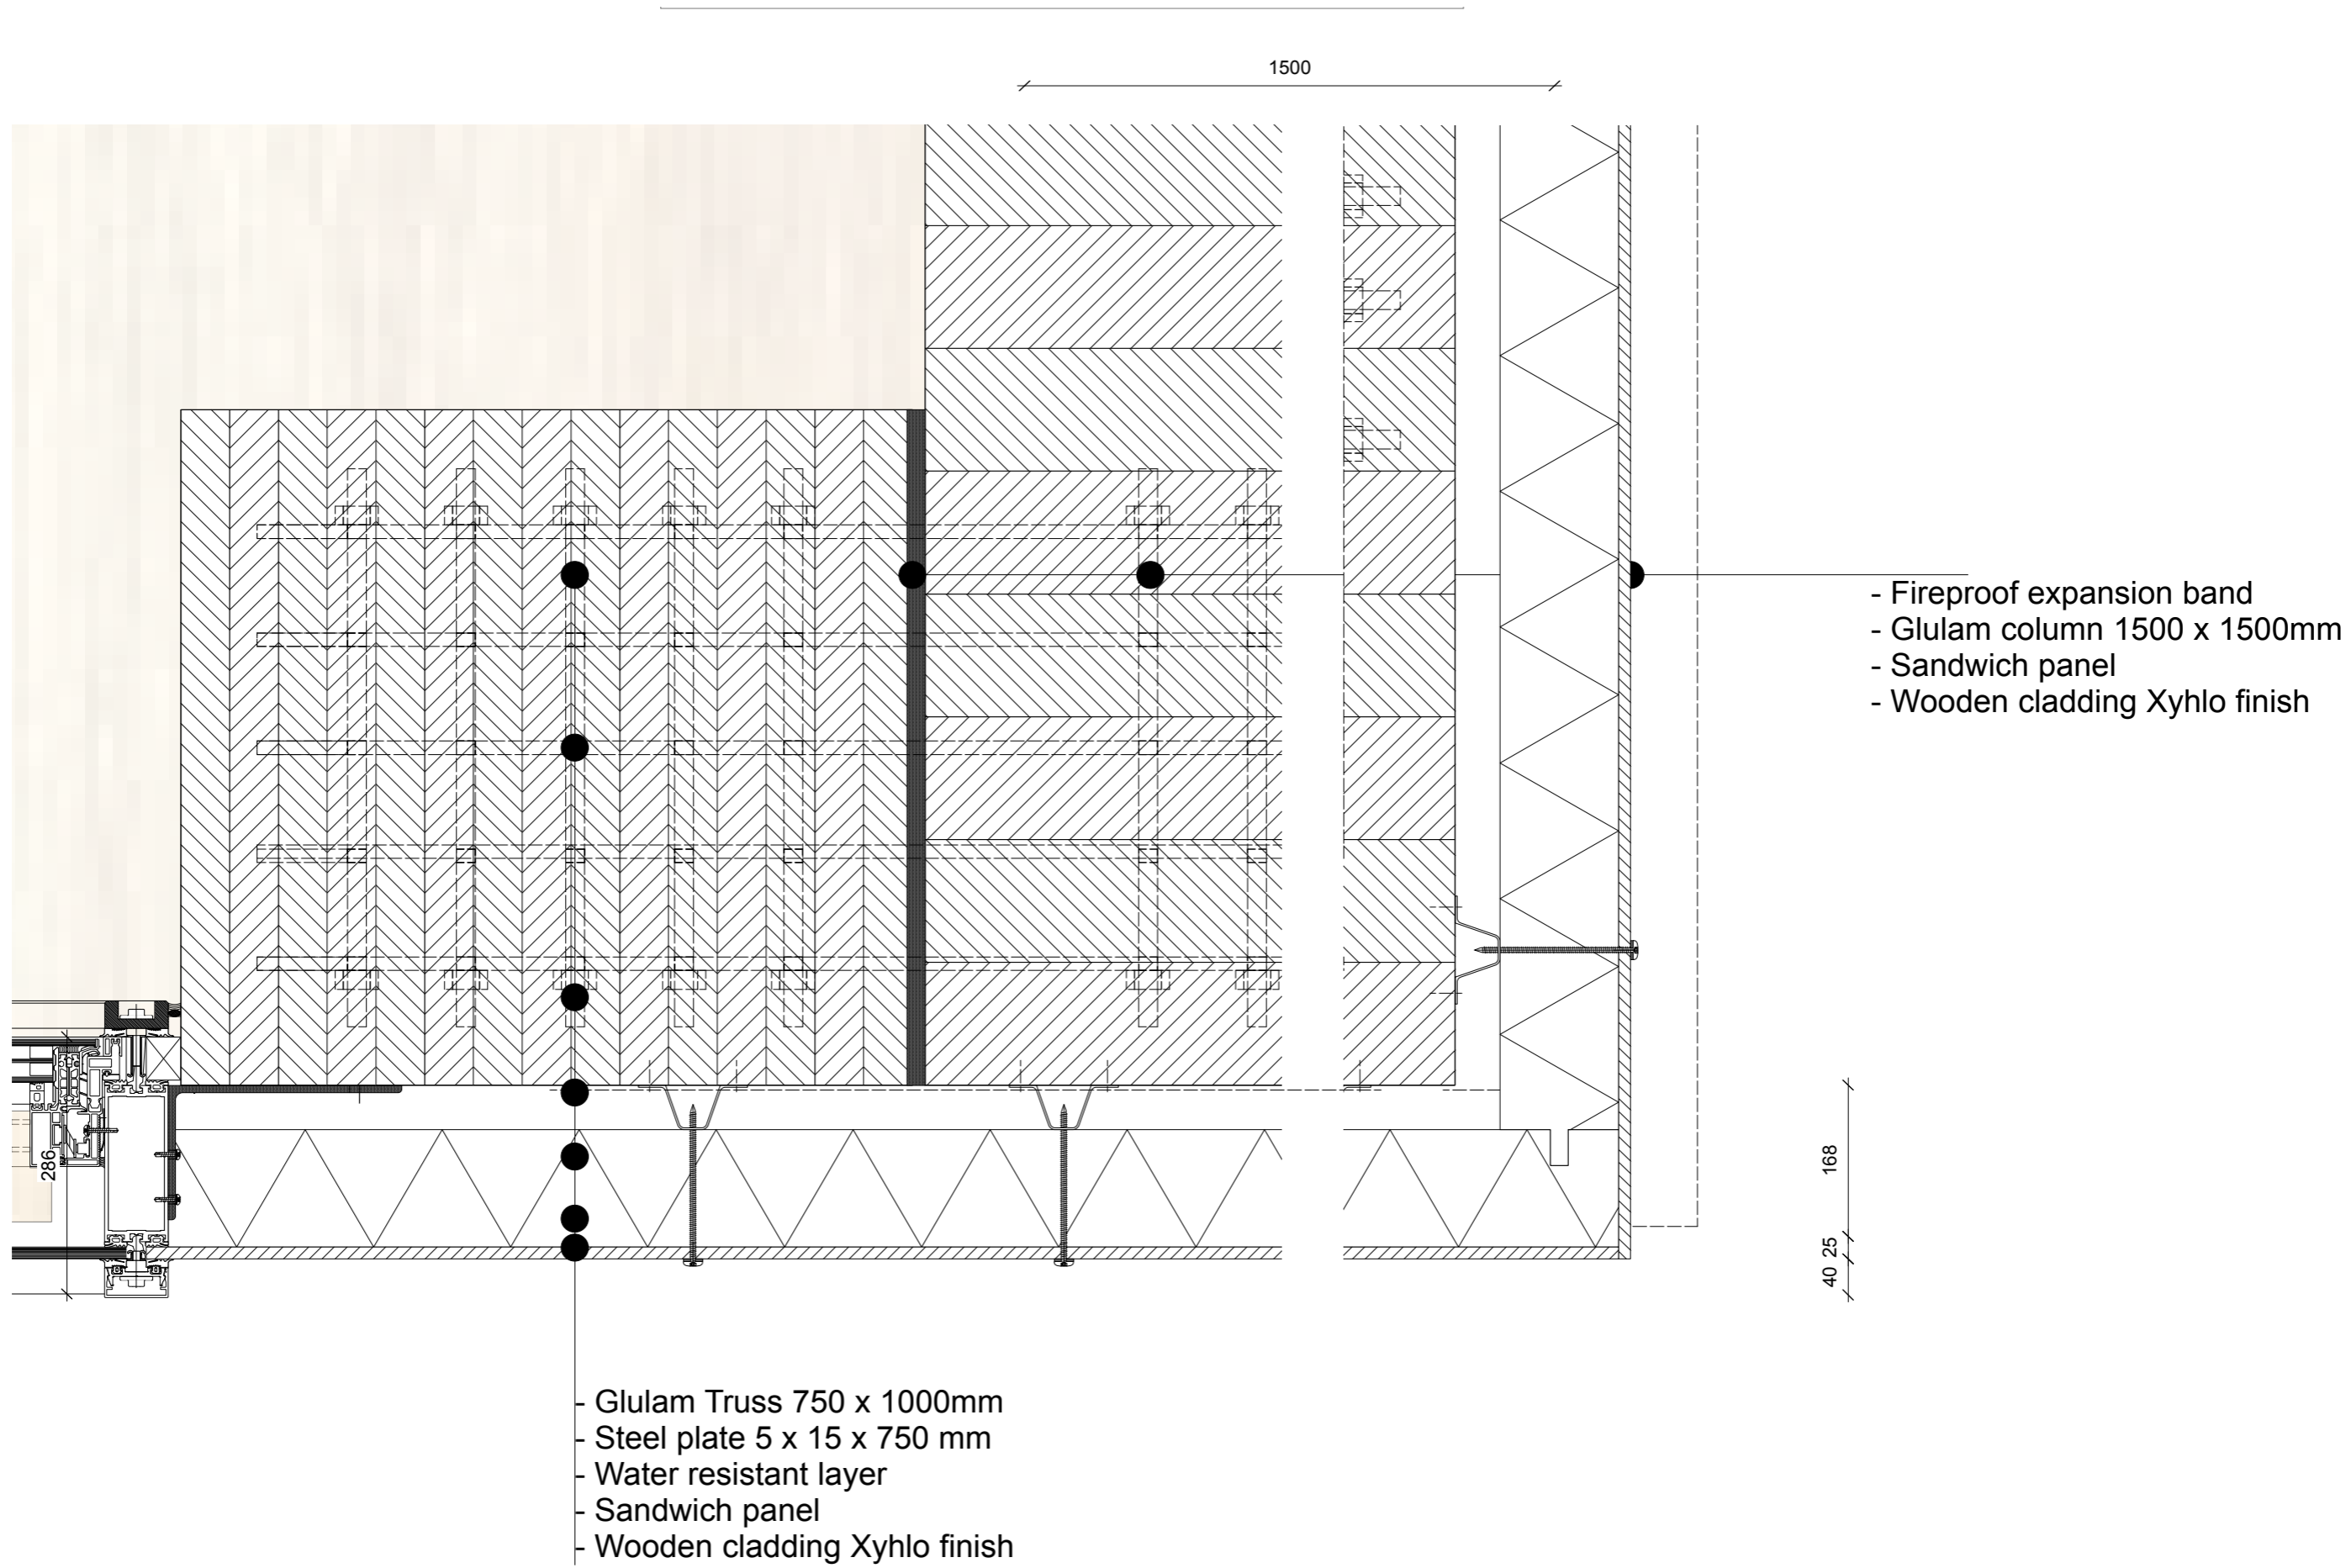 1500
- Fireproof expansion band
- Glulam column 1500 x 1500mm
- Sandwich panel
- Wooden cladding Xyhlo finish
286
168
25
40
- Glulam Truss 750 x 1000mm
- Steel plate 5 x 15 x 750 mm
- Water resistant layer
- Sandwich panel
- Wooden cladding Xyhlo finish